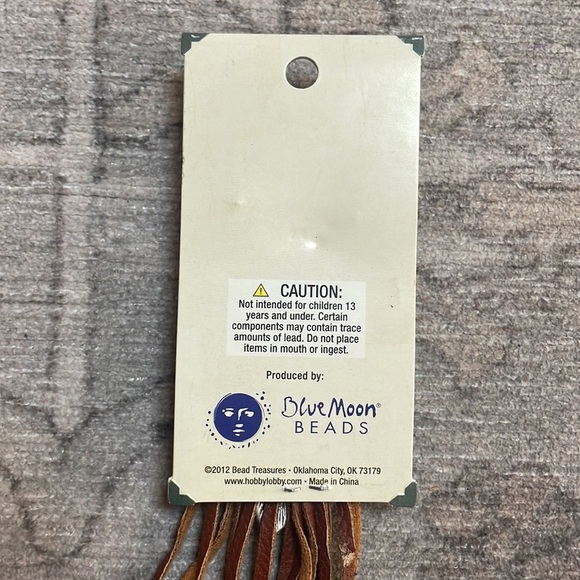 ⚠ CAUTION:
Not intended for children 13
years and under. Certain
components may contain trace
amounts of lead. Do not place
items in mouth or ingest.
Produced by:
Blue Moon®
BEADS
©2012 Bead Treasures • Oklahoma City, OK 73179
www.hobbylobby.com • Made in China